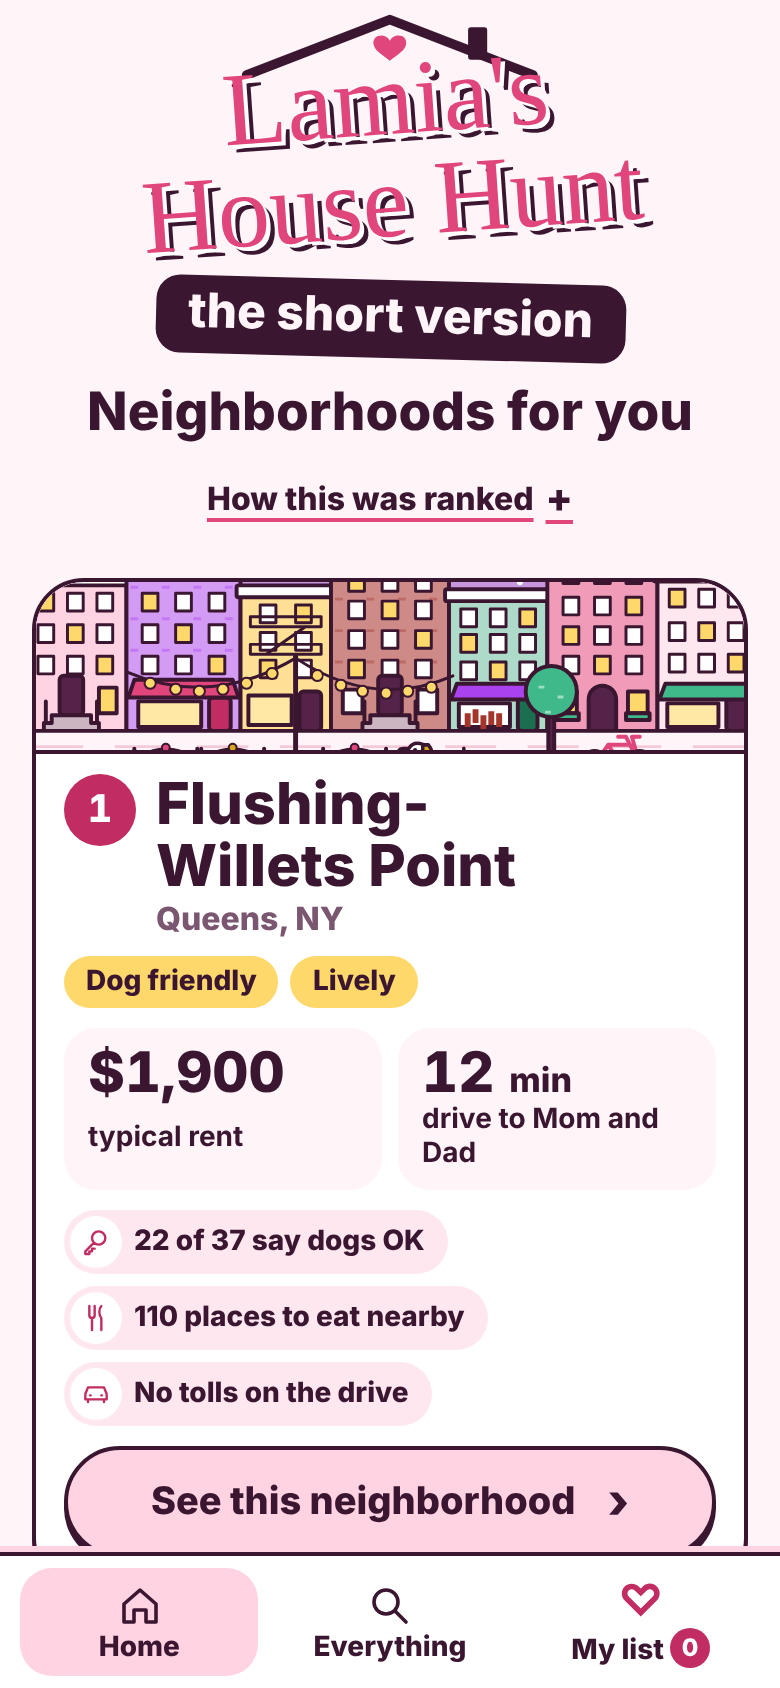 Lamia's
House Hunt
the short version
Neighborhoods for you
How this was ranked +
1 Flushing-
Willets Point
Queens, NY
Dog friendly Lively
$1,900 12 min
typical rent drive to Mom and
Dad
22 of 37 say dogs OK
110 places to eat nearby
No tolls on the drive
See this neighborhood ›
Home Everything My list 0